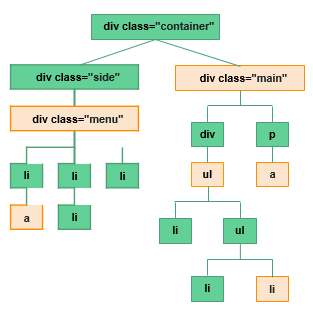 div class="container"
div class="side" div class="main"
div class="menu"
div p
li li li ul a
a li li ul
li li